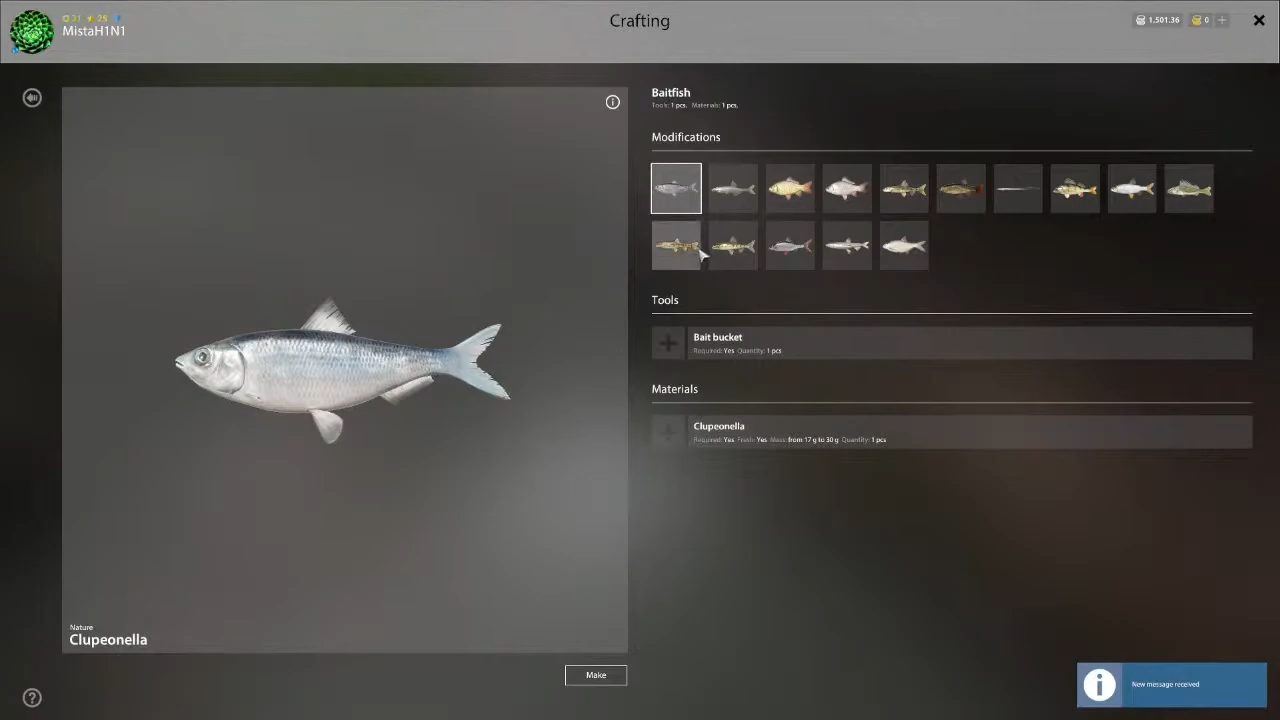 31 25
MistaH1N1
Crafting
1,501.36
0
Baitfish
Tools: 1 pcs. Materials: 1 pcs.
Modifications
Tools
Bait bucket
Required: Yes Quantity: 1 pcs
Materials
Clupeonella
Required: Yes Fresh: Yes Mass: from 17 g to 30 g Quantity: 1 pcs
Nature
Clupeonella
Make
New message received